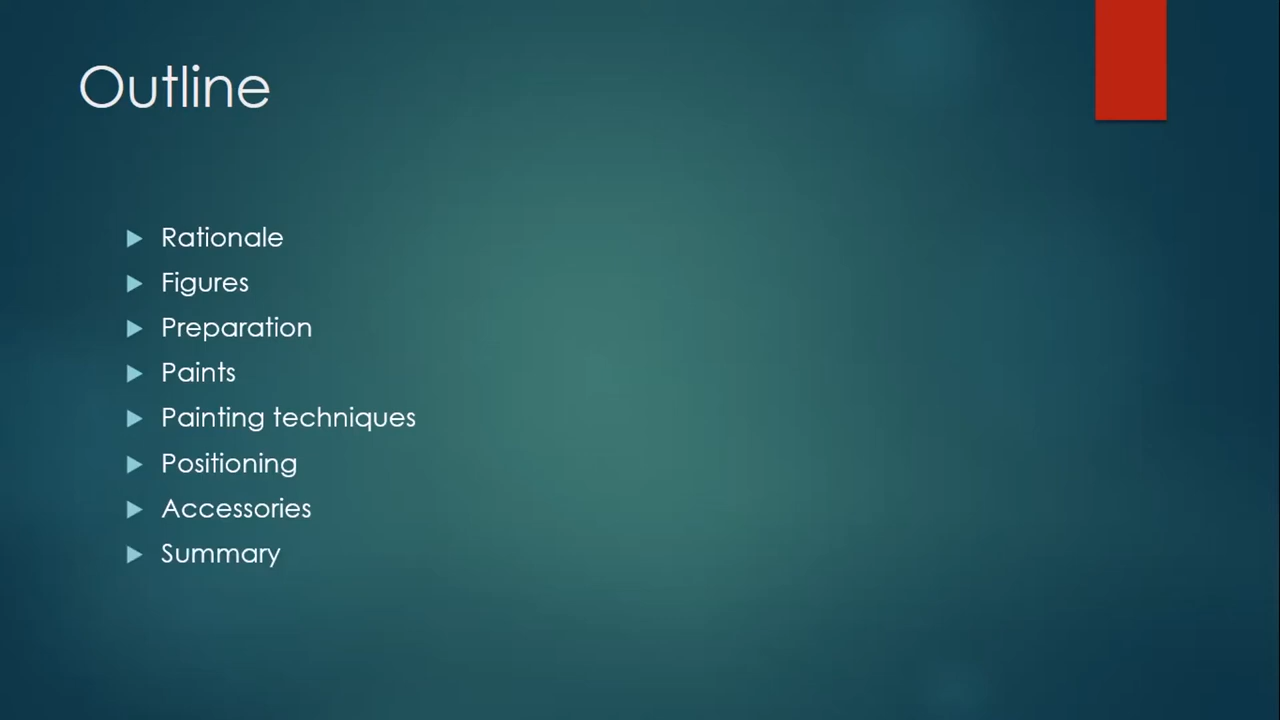 Outline
Rationale
Figures
Preparation
Paints
Painting techniques
Positioning
Accessories
Summary